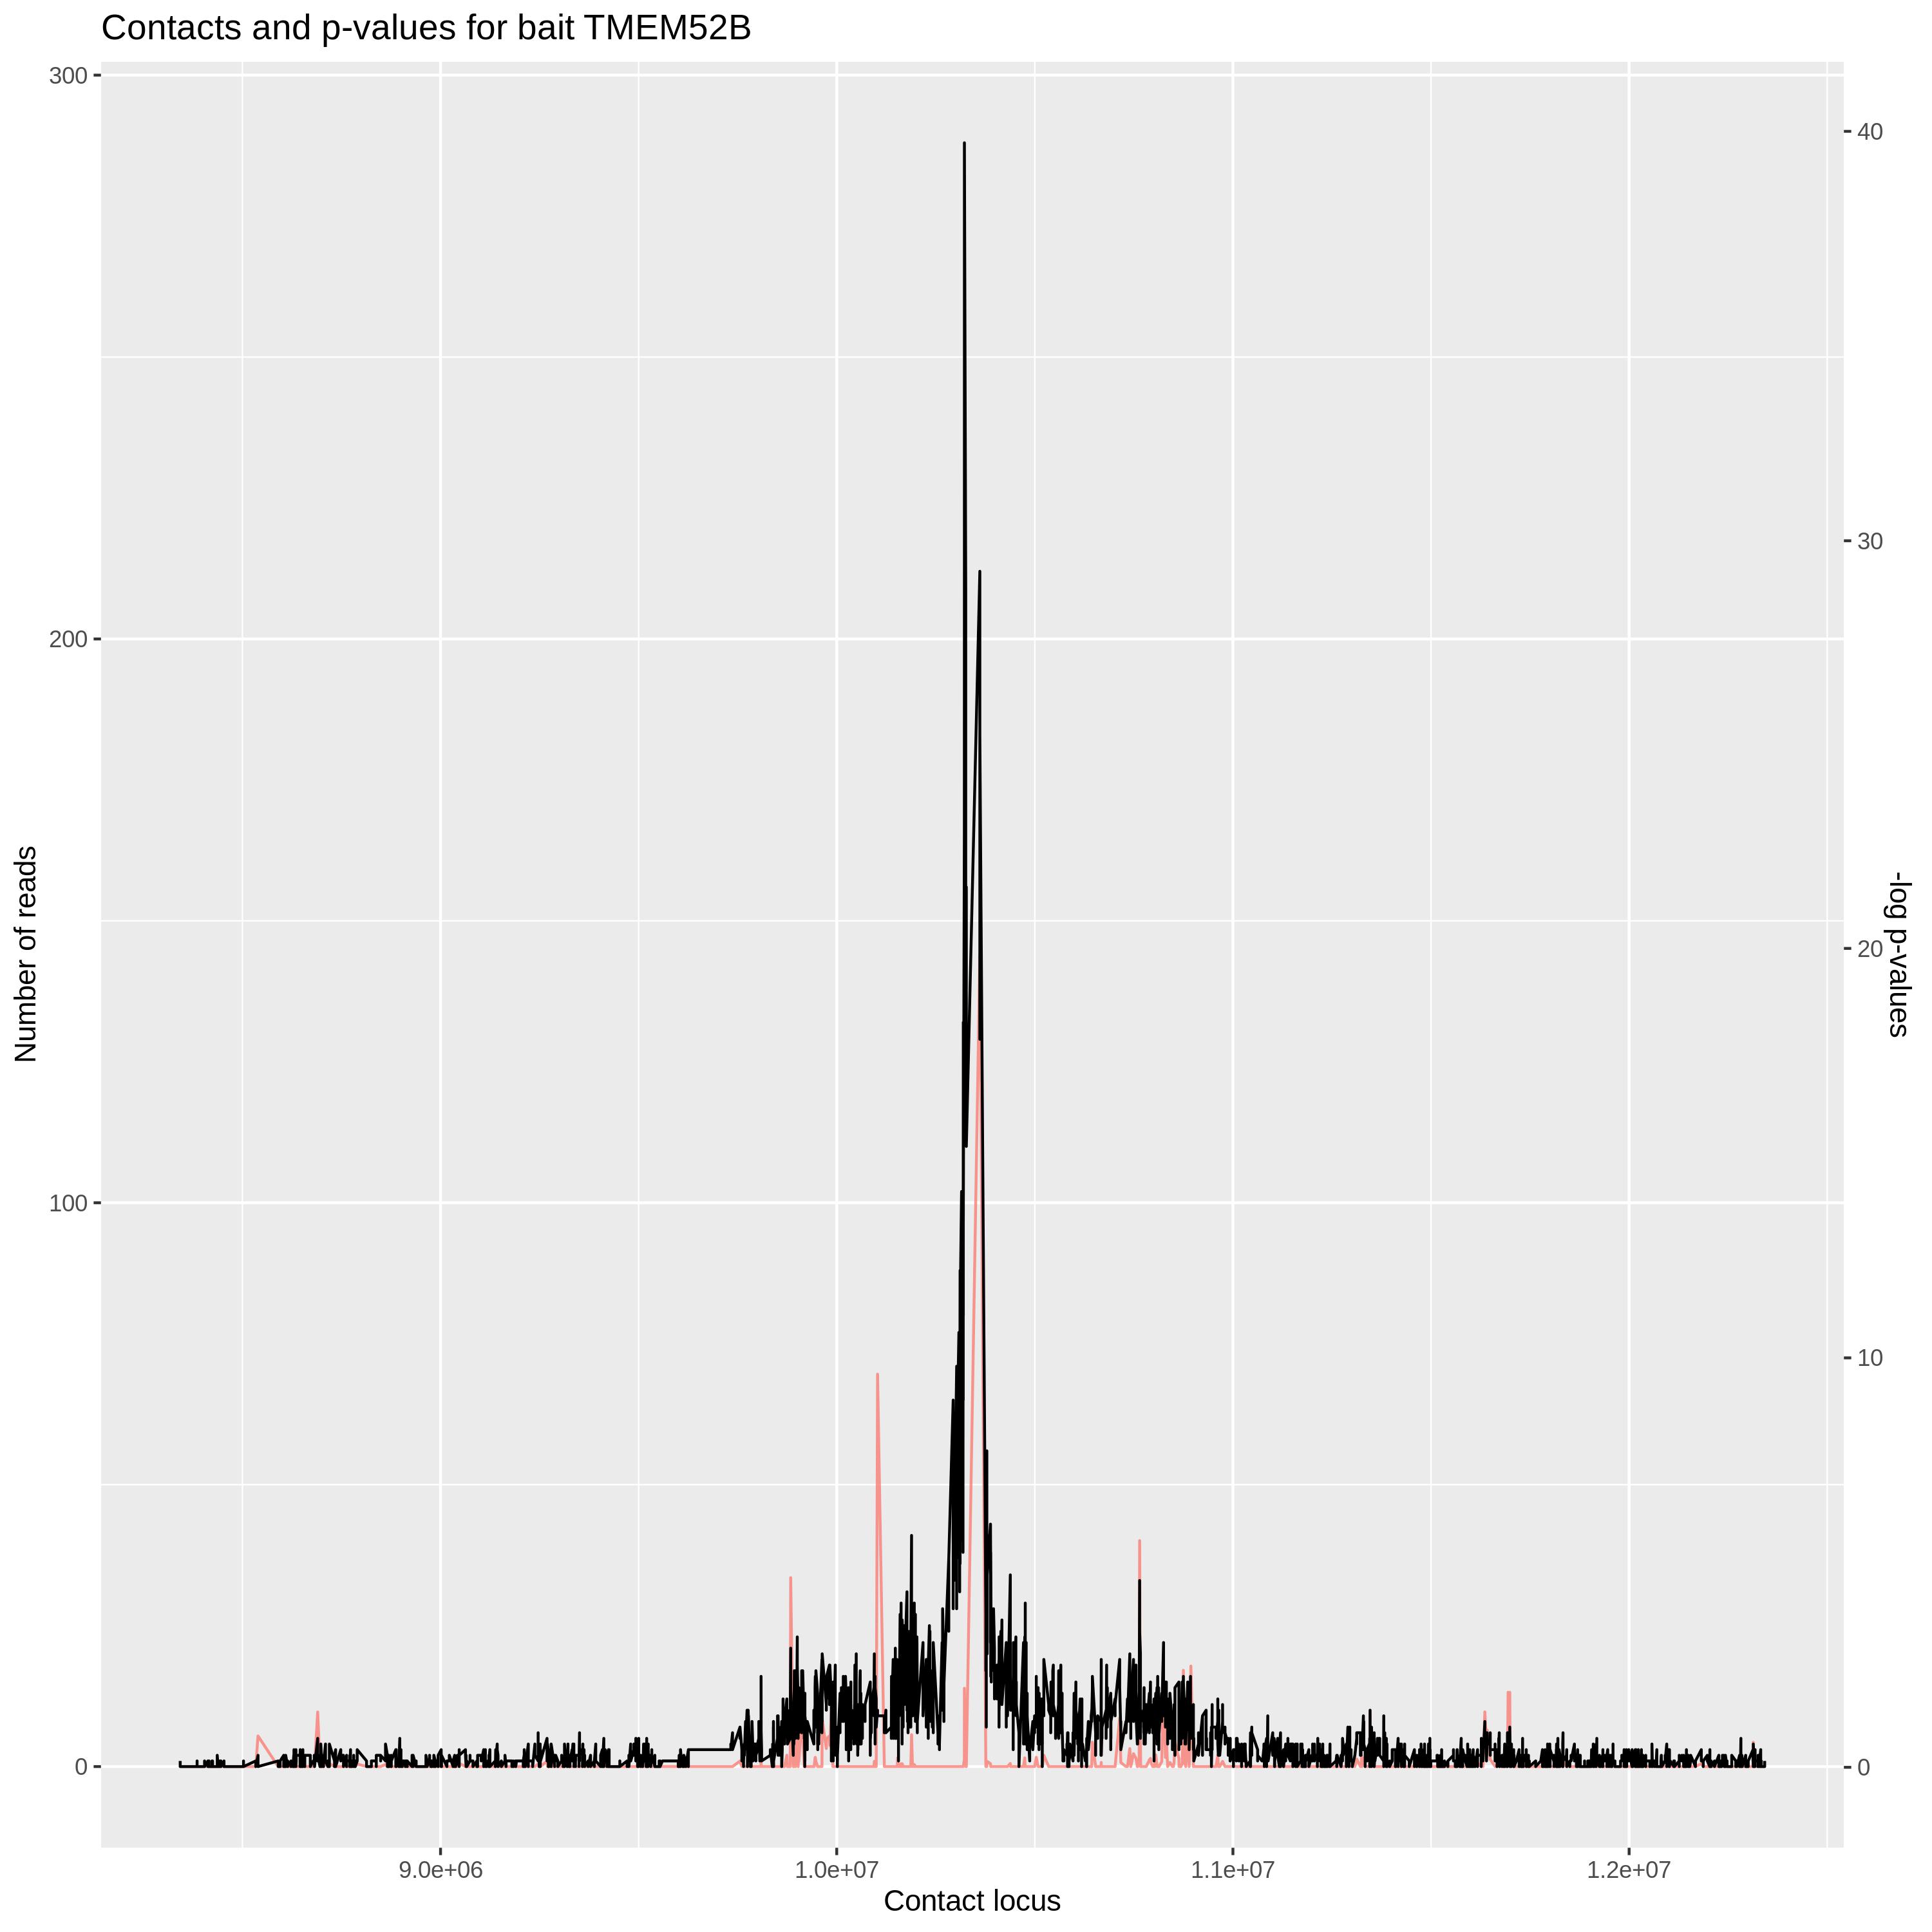 Contacts and p-values for bait TMEM52B
300
200
100
0
Number of reads
40
30
20
10
0
-log p-values
9.0e+06
1.0e+07
1.1e+07
1.2e+07
Contact locus